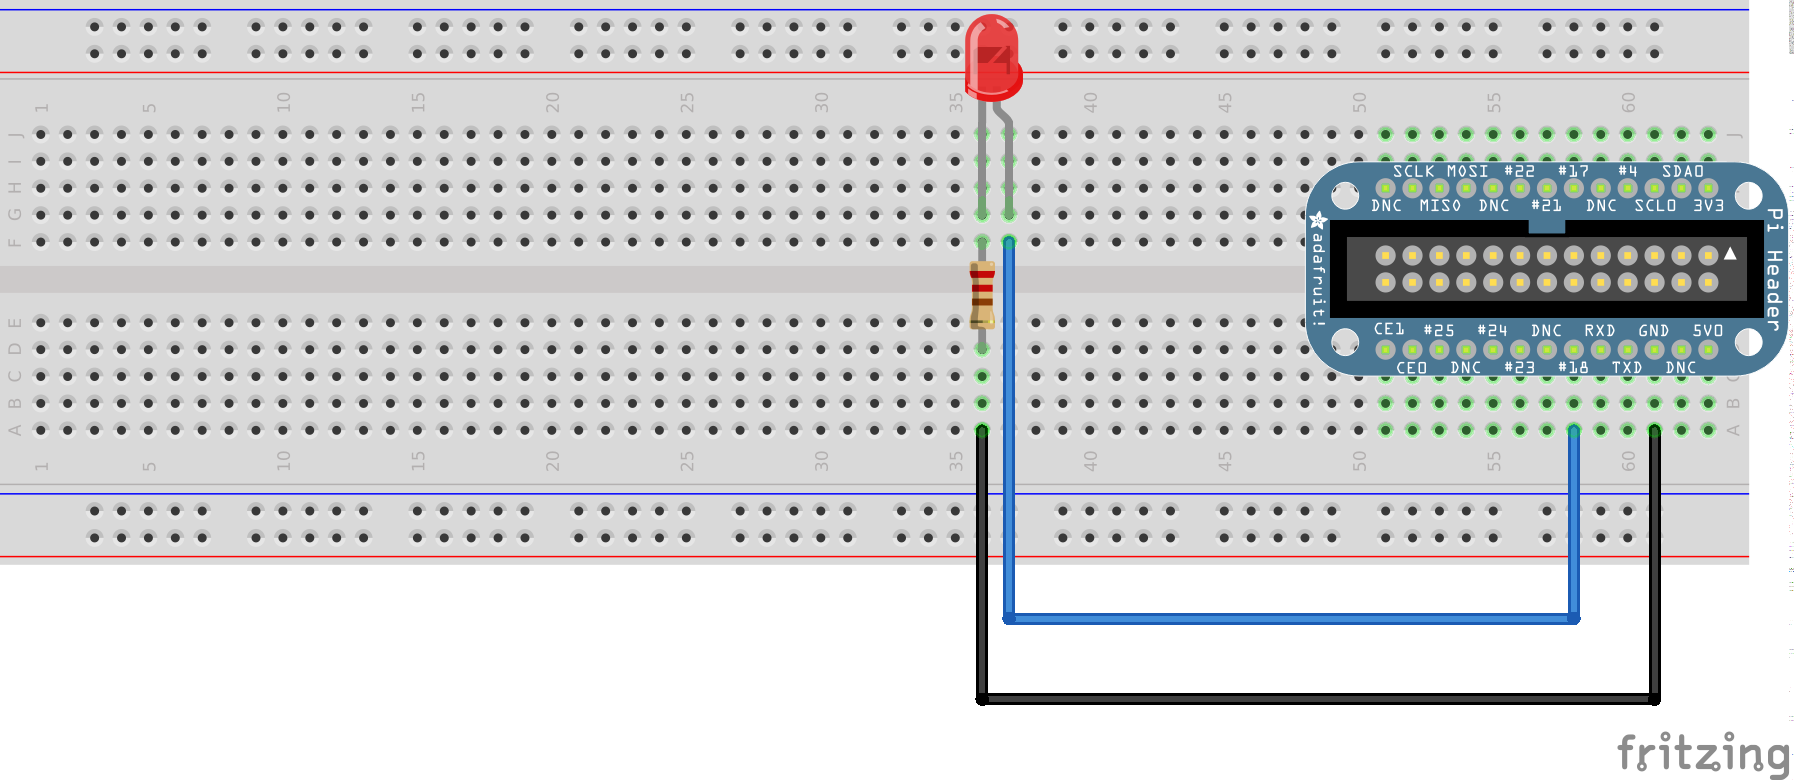 1 5 10 15 20 25 30 35 40 45 50 55 60
J J
I
H
G
F
SCLK MOSI #22 #17 #4 SDA0
DNC MISO DNC #21 DNC SCL0 3V3
adafruit!
Pi Header
CE1 #25 #24 DNC RXD GND 5V0
CE0 DNC #23 #18 TXD DNC
E
D
C
B B
A A
1 5 10 15 20 25 30 35 40 45 50 55 60
fritzing